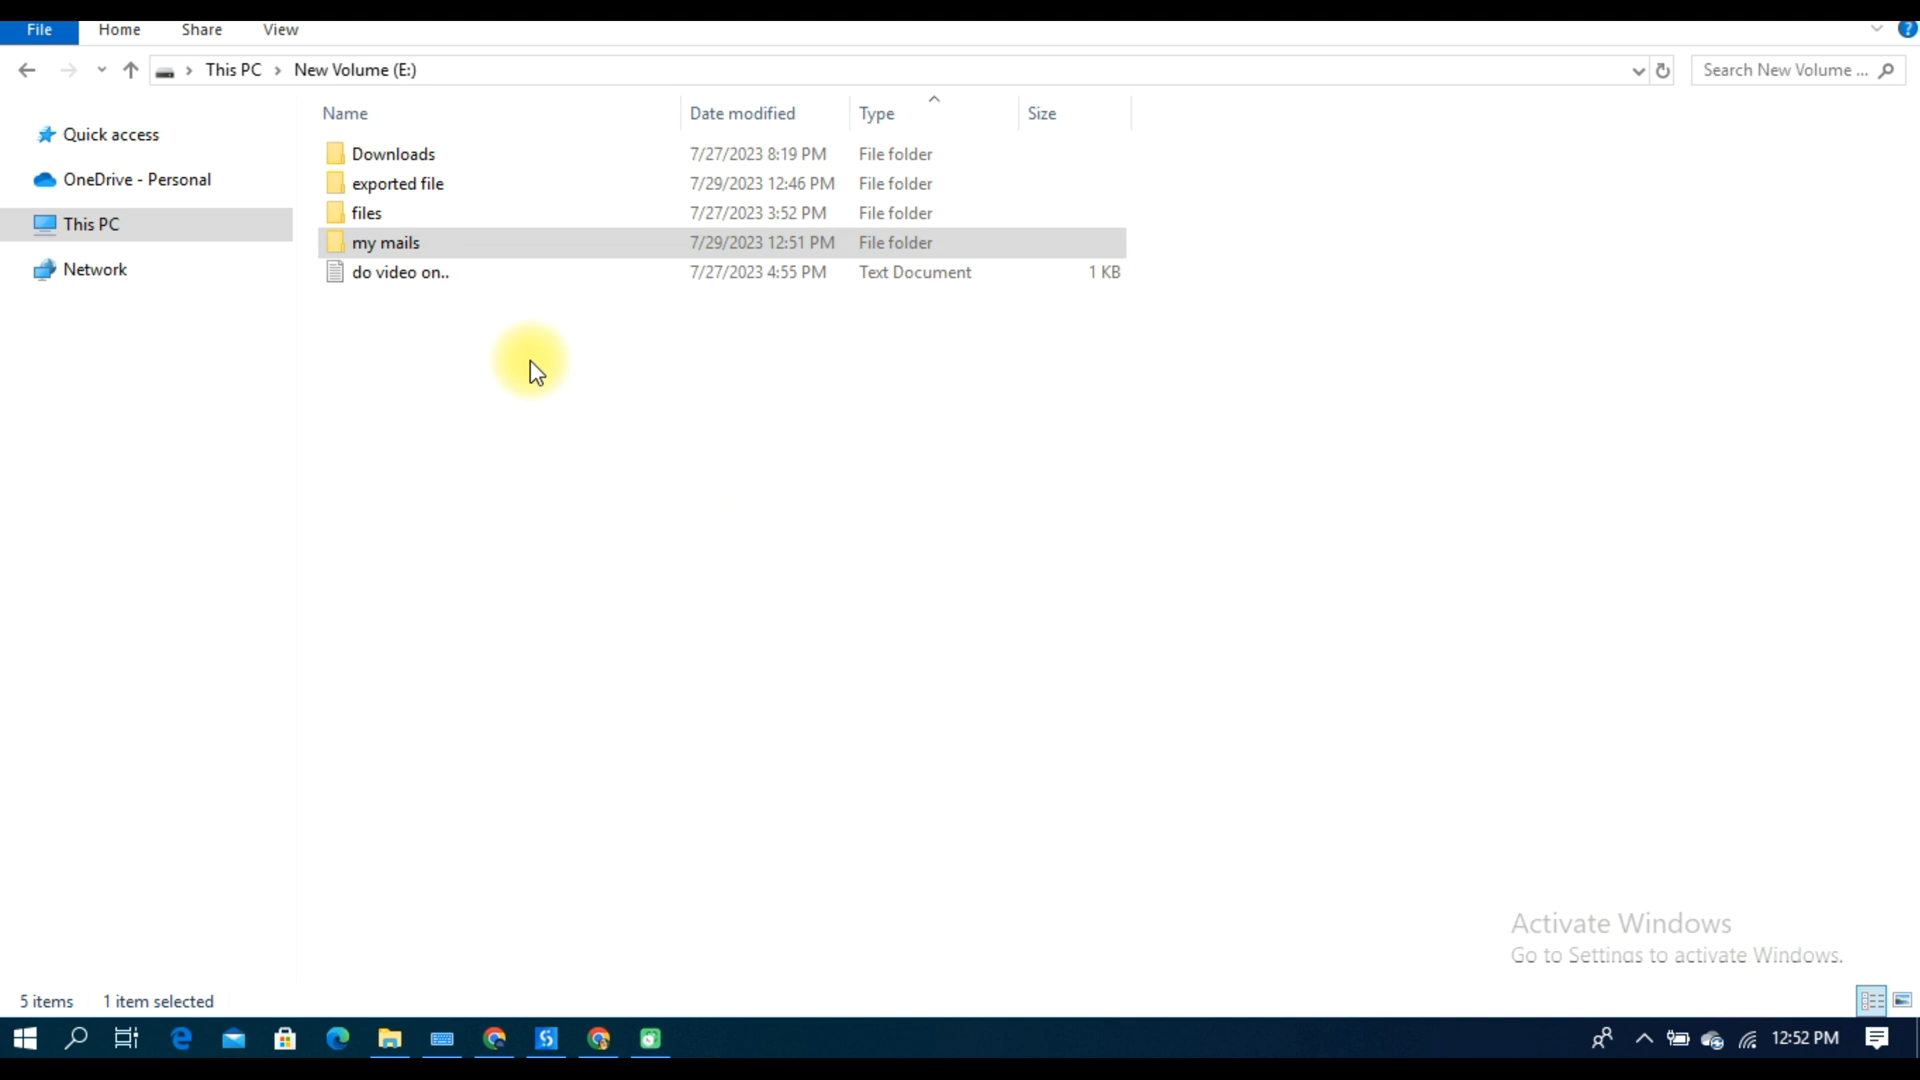 File Home Share View
This PC New Volume (E:) Search New Volume ...
Name Date modified Type Size
Quick access
OneDrive - Personal
This PC
Network
Downloads 7/27/2023 8:19 PM File folder
exported file 7/29/2023 12:46 PM File folder
files 7/27/2023 3:52 PM File folder
my mails 7/29/2023 12:51 PM File folder
do video on.. 7/27/2023 4:55 PM Text Document 1 KB
Activate Windows
Go to Settings to activate Windows.
5 items 1 item selected
12:52 PM